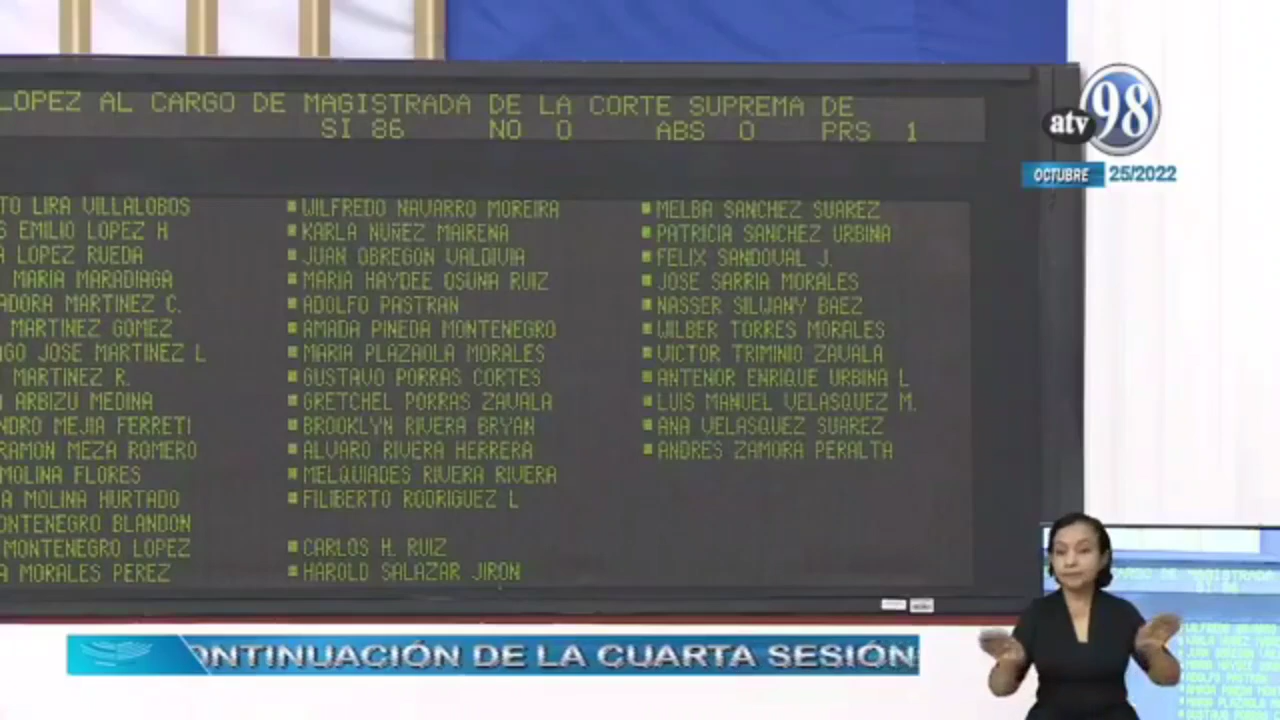 LOPEZ AL CARGO DE MAGISTRADA DE LA CORTE SUPREMA DE
SI 86 NO 0 ABS 0 PRS 1
atv 98
OCTUBRE 25/2022
TO LIRA VILLALOBOS
S EMILIO LOPEZ H
A LOPEZ RUEDA
MARIA MARADIAGA
ADORA MARTINEZ C.
MARTINEZ GOMEZ
GO JOSE MARTINEZ L
MARTINEZ R.
ARBIZU MEDINA
NDRO MEJIA FERRETI
RAMON MEZA ROMERO
MOLINA FLORES
A MOLINA HURTADO
ONTENEGRO BLANDON
MONTENEGRO LOPEZ
A MORALES PEREZ
WILFREDO NAVARRO MOREIRA
KARLA NUÑEZ MAIRENA
JUAN OBREGON VALDIVIA
MARIA HAYDEE OSUNA RUIZ
ADOLFO PASTRAN
AMADA PINEDA MONTENEGRO
MARIA PLAZAOLA MORALES
GUSTAVO PORRAS CORTES
GRETCHEL PORRAS ZAVALA
BROOKLYN RIVERA BRYAN
ALVARO RIVERA HERRERA
MELQUIADES RIVERA RIVERA
FILIBERTO RODRIGUEZ L
CARLOS H. RUIZ
HAROLD SALAZAR JIRON
MELBA SANCHEZ SUAREZ
PATRICIA SANCHEZ URBINA
FELIX SANDOVAL J.
JOSE SARRIA MORALES
NASSER SILWANY BAEZ
WILBER TORRES MORALES
VICTOR TRIMINIO ZAVALA
ANTENOR ENRIQUE URBINA L
LUIS MANUEL VELASQUEZ M.
ANA VELASQUEZ SUAREZ
ANDRES ZAMORA PERALTA
ONTINUACIÓN DE LA CUARTA SESIÓN